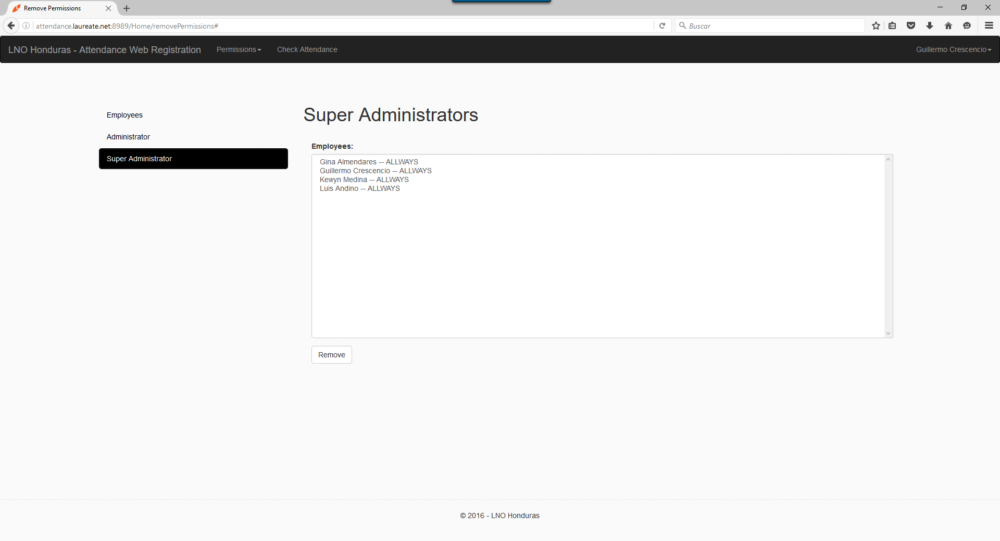 Remove Permissions
attendance.laureate.net:8989/Home/removePermissions#
Buscar
LNO Honduras - Attendance Web Registration
Permissions
Check Attendance
Guillermo Crescencio
Employees
Administrator
Super Administrator
Super Administrators
Employees:
Gina Almendares -- ALLWAYS
Guillermo Crescencio -- ALLWAYS
Kewyn Medina -- ALLWAYS
Luis Andino -- ALLWAYS
Remove
© 2016 - LNO Honduras